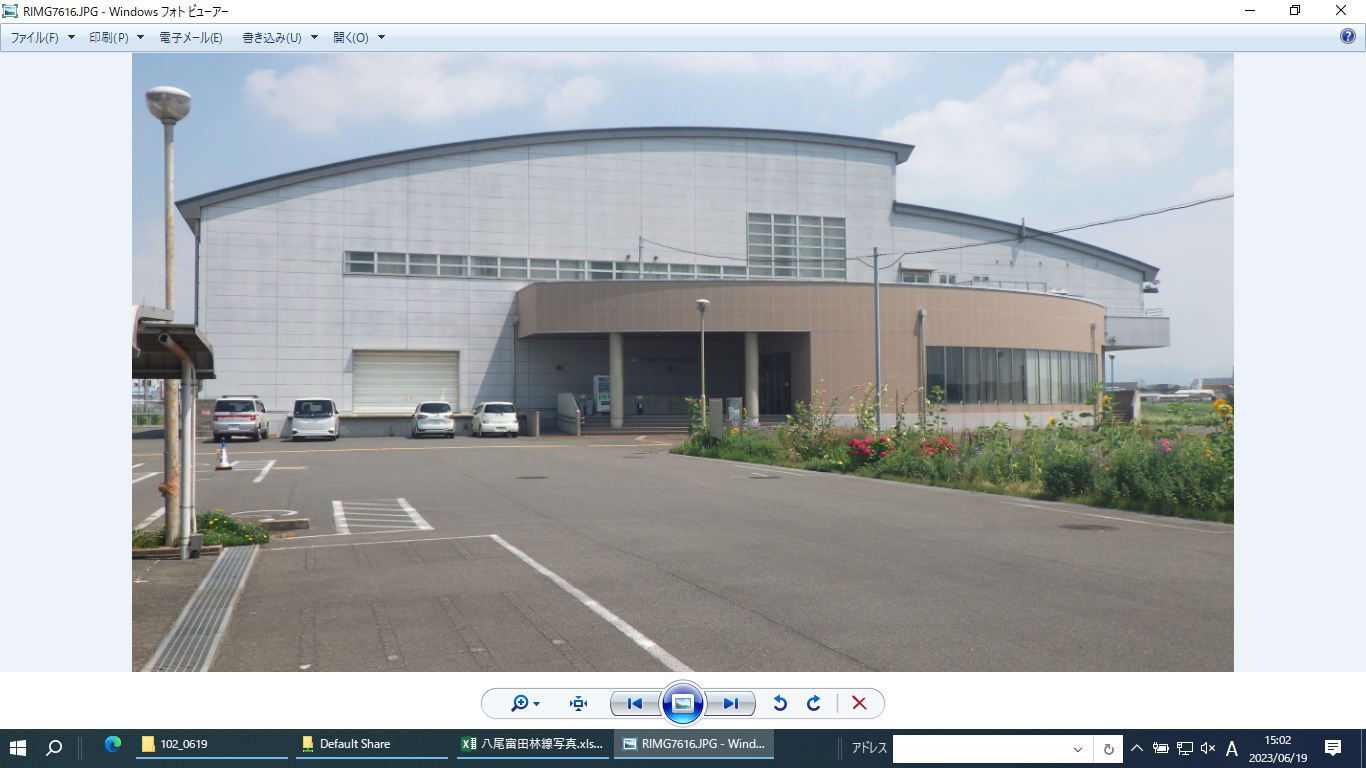 RIMG7616.JPG - Windows フォト ビューアー
ファイル(F) 印刷(P) 電子メール(E) 書き込み(U) 開く(O)
102_0619
Default Share
八尾富田林線写真.xls...
RIMG7616.JPG - Wind...
アドレス
A
15:02
2023/06/19